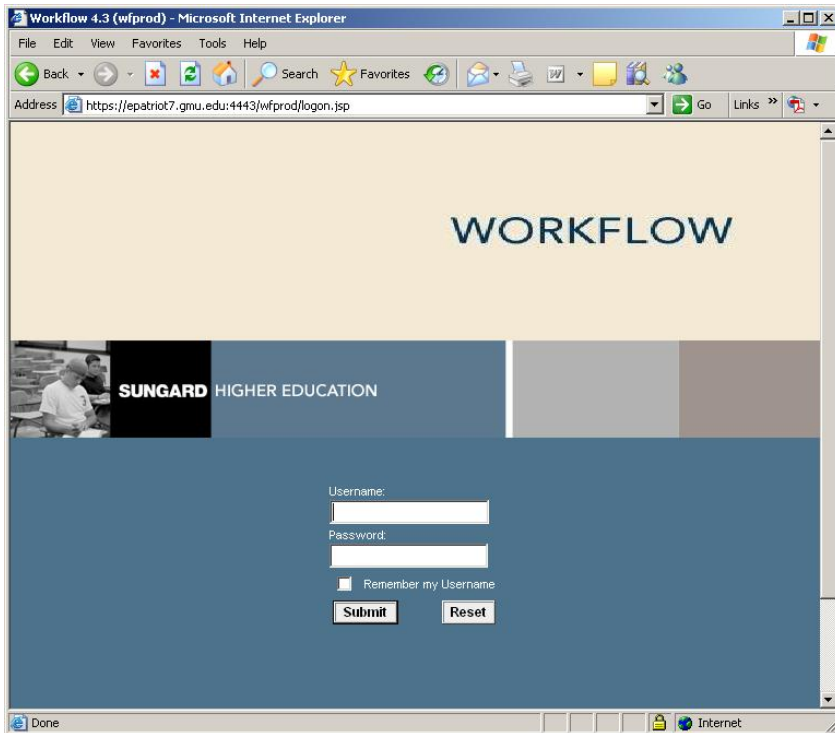 Workflow 4.3 (wfprod) - Microsoft Internet Explorer
File Edit View Favorites Tools Help
Back Search Favorites
Address https://epatriot7.gmu.edu:4443/wfprod/logon.jsp Go Links »
WORKFLOW
SUNGARD HIGHER EDUCATION
Username:
Password:
Remember my Username
Submit Reset
Done Internet